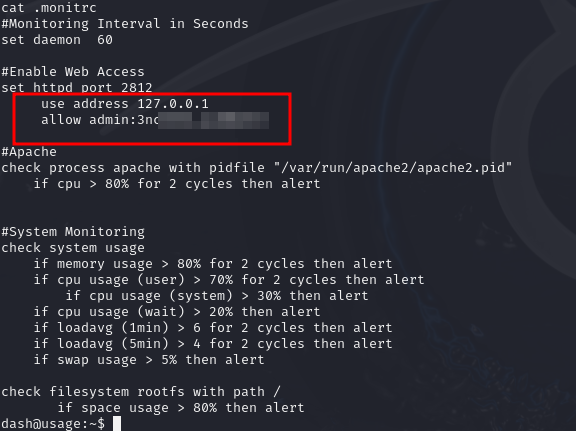 cat .monitrc
#Monitoring Interval in Seconds
set daemon  60
#Enable Web Access
set httpd port 2812
     use address 127.0.0.1
     allow admin:3nc
#Apache
check process apache with pidfile "/var/run/apache2/apache2.pid"
    if cpu > 80% for 2 cycles then alert
#System Monitoring
check system usage
    if memory usage > 80% for 2 cycles then alert
    if cpu usage (user) > 70% for 2 cycles then alert
        if cpu usage (system) > 30% then alert
    if cpu usage (wait) > 20% then alert
    if loadavg (1min) > 6 for 2 cycles then alert
    if loadavg (5min) > 4 for 2 cycles then alert
    if swap usage > 5% then alert
check filesystem rootfs with path /
       if space usage > 80% then alert
dash@usage:~$